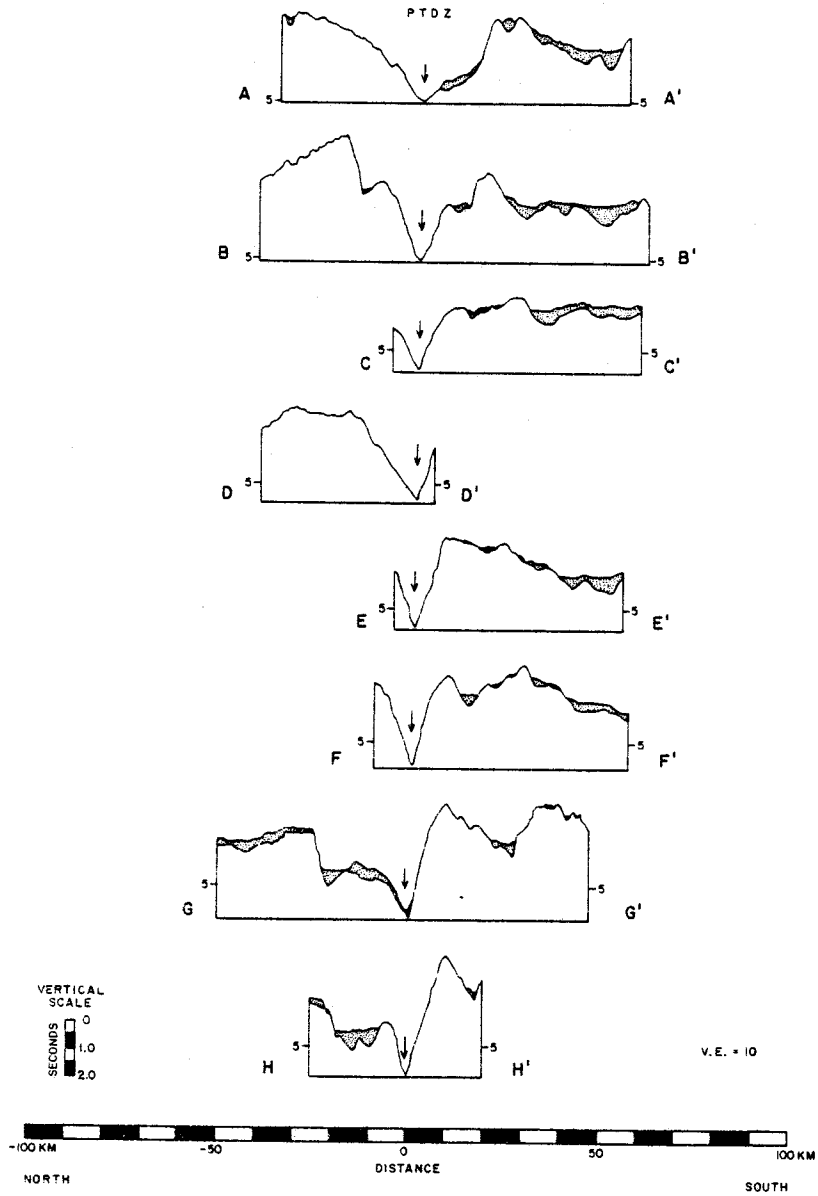 PTDZ
A 5 5 A'
B 5 5 B'
C 5 5 C'
D 5 5 D'
E 5 5 E'
F 5 5 F'
G 5 5 G'
VERTICAL
SCALE
SECONDS
0
1.0
2.0
H 5 5 H'
V.E. = 10
-100 KM -50 0 50 100 KM
DISTANCE
NORTH SOUTH